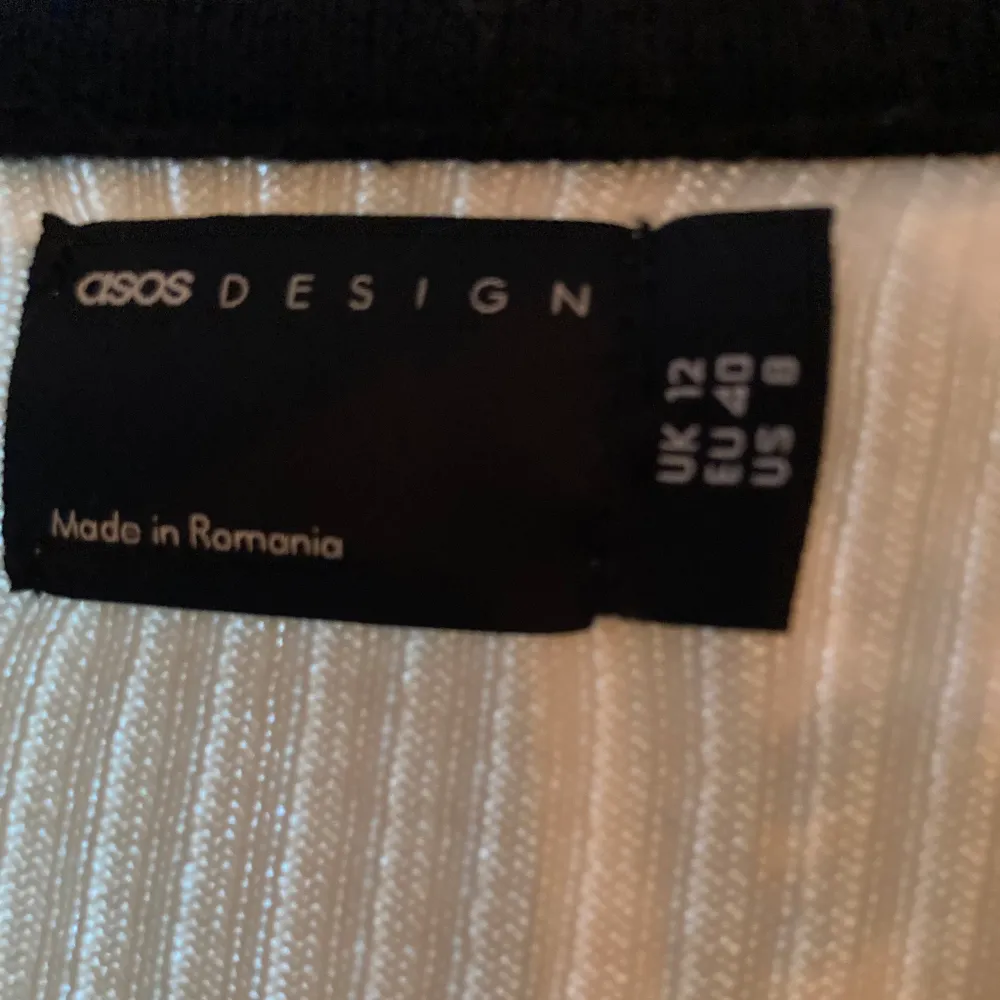 asos DESIGN
Made in Romania
UK 12
EU 40
US 8